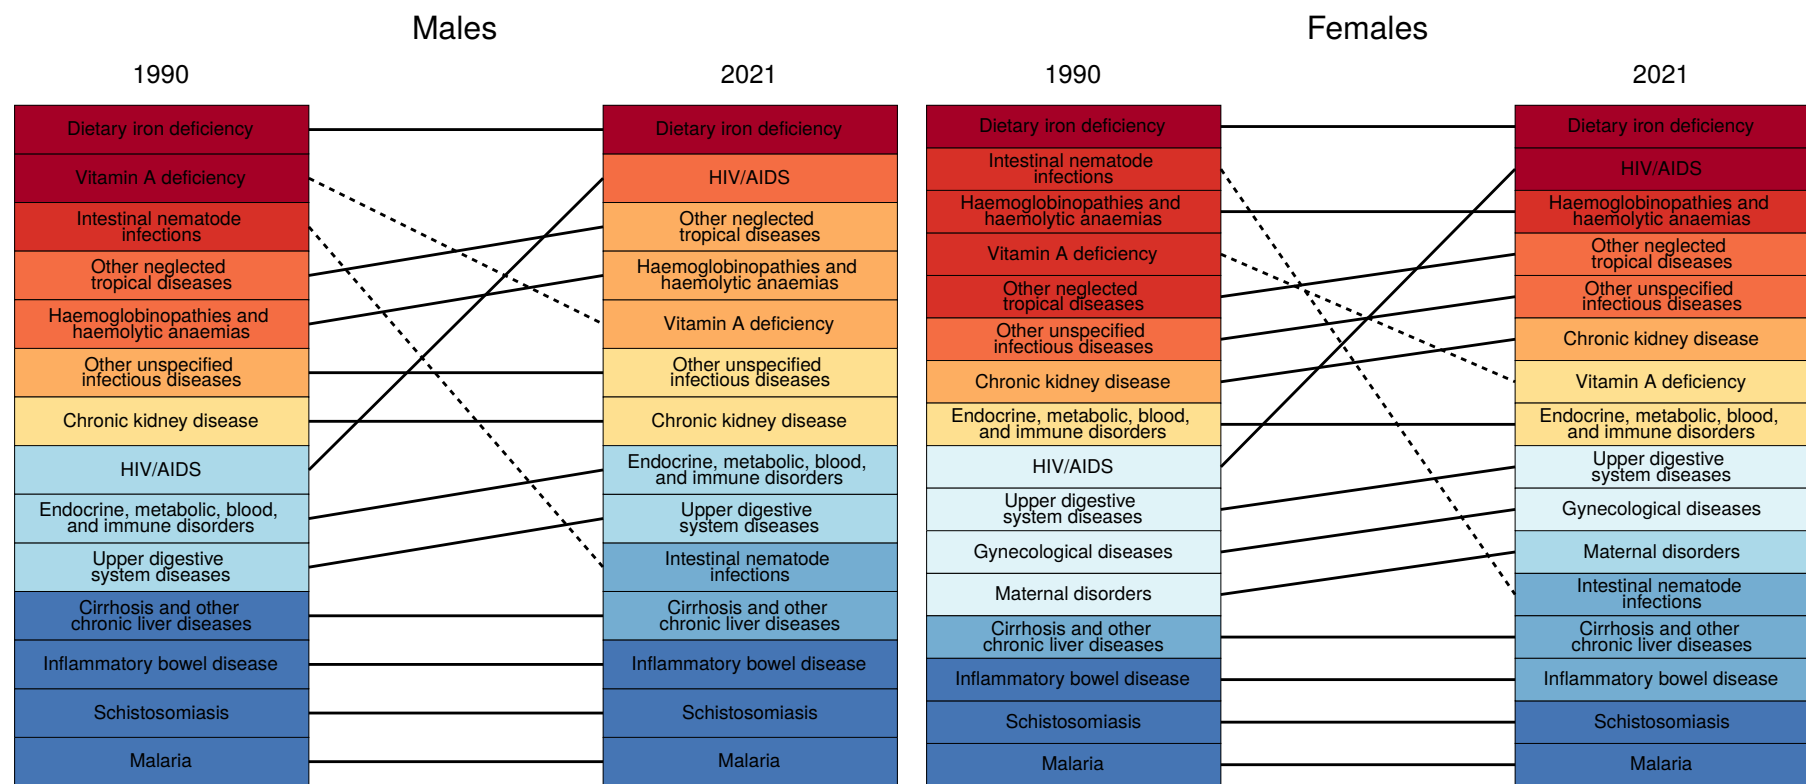 Males
Females
1990
2021
1990
2021
Dietary iron deficiency
Vitamin A deficiency
Intestinal nematode
infections
Other neglected
tropical diseases
Haemoglobinopathies and
haemolytic anaemias
Other unspecified
infectious diseases
Chronic kidney disease
HIV/AIDS
Endocrine, metabolic, blood,
and immune disorders
Upper digestive
system diseases
Cirrhosis and other
chronic liver diseases
Inflammatory bowel disease
Schistosomiasis
Malaria
Dietary iron deficiency
HIV/AIDS
Other neglected
tropical diseases
Haemoglobinopathies and
haemolytic anaemias
Vitamin A deficiency
Other unspecified
infectious diseases
Chronic kidney disease
Endocrine, metabolic, blood,
and immune disorders
Upper digestive
system diseases
Intestinal nematode
infections
Cirrhosis and other
chronic liver diseases
Inflammatory bowel disease
Schistosomiasis
Malaria
Dietary iron deficiency
Intestinal nematode
infections
Haemoglobinopathies and
haemolytic anaemias
Vitamin A deficiency
Other neglected
tropical diseases
Other unspecified
infectious diseases
Chronic kidney disease
Endocrine, metabolic, blood,
and immune disorders
HIV/AIDS
Upper digestive
system diseases
Gynecological diseases
Maternal disorders
Cirrhosis and other
chronic liver diseases
Inflammatory bowel disease
Schistosomiasis
Malaria
Dietary iron deficiency
HIV/AIDS
Haemoglobinopathies and
haemolytic anaemias
Other neglected
tropical diseases
Other unspecified
infectious diseases
Chronic kidney disease
Vitamin A deficiency
Endocrine, metabolic, blood,
and immune disorders
Upper digestive
system diseases
Gynecological diseases
Maternal disorders
Intestinal nematode
infections
Cirrhosis and other
chronic liver diseases
Inflammatory bowel disease
Schistosomiasis
Malaria